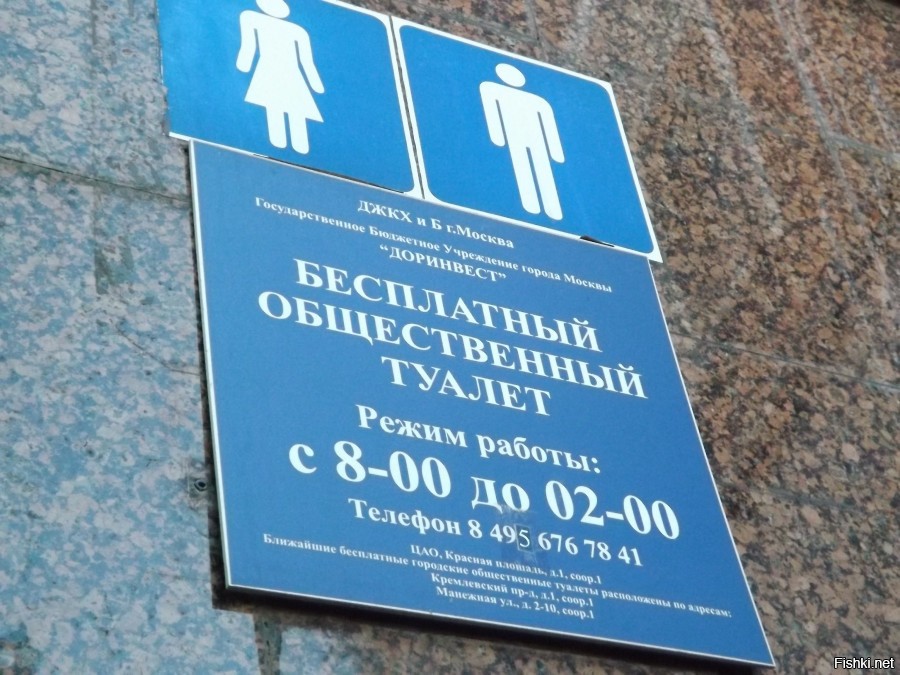 ДЖКХ и Б г.Москва
Государственное Бюджетное Учреждение города Москвы
“ДОРИНВЕСТ”
БЕСПЛАТНЫЙ
ОБЩЕСТВЕННЫЙ
ТУАЛЕТ
Режим работы:
с 8-00 до 02-00
Телефон 8 495 676 78 41
ЦАО, Красная площадь, д.1, соор.1
Ближайшие бесплатные городские общественные туалеты расположены по адресам:
Кремлевский пр-д, д.1, соор.1
Манежная ул., д. 2-10, соор.1
Fishki.net